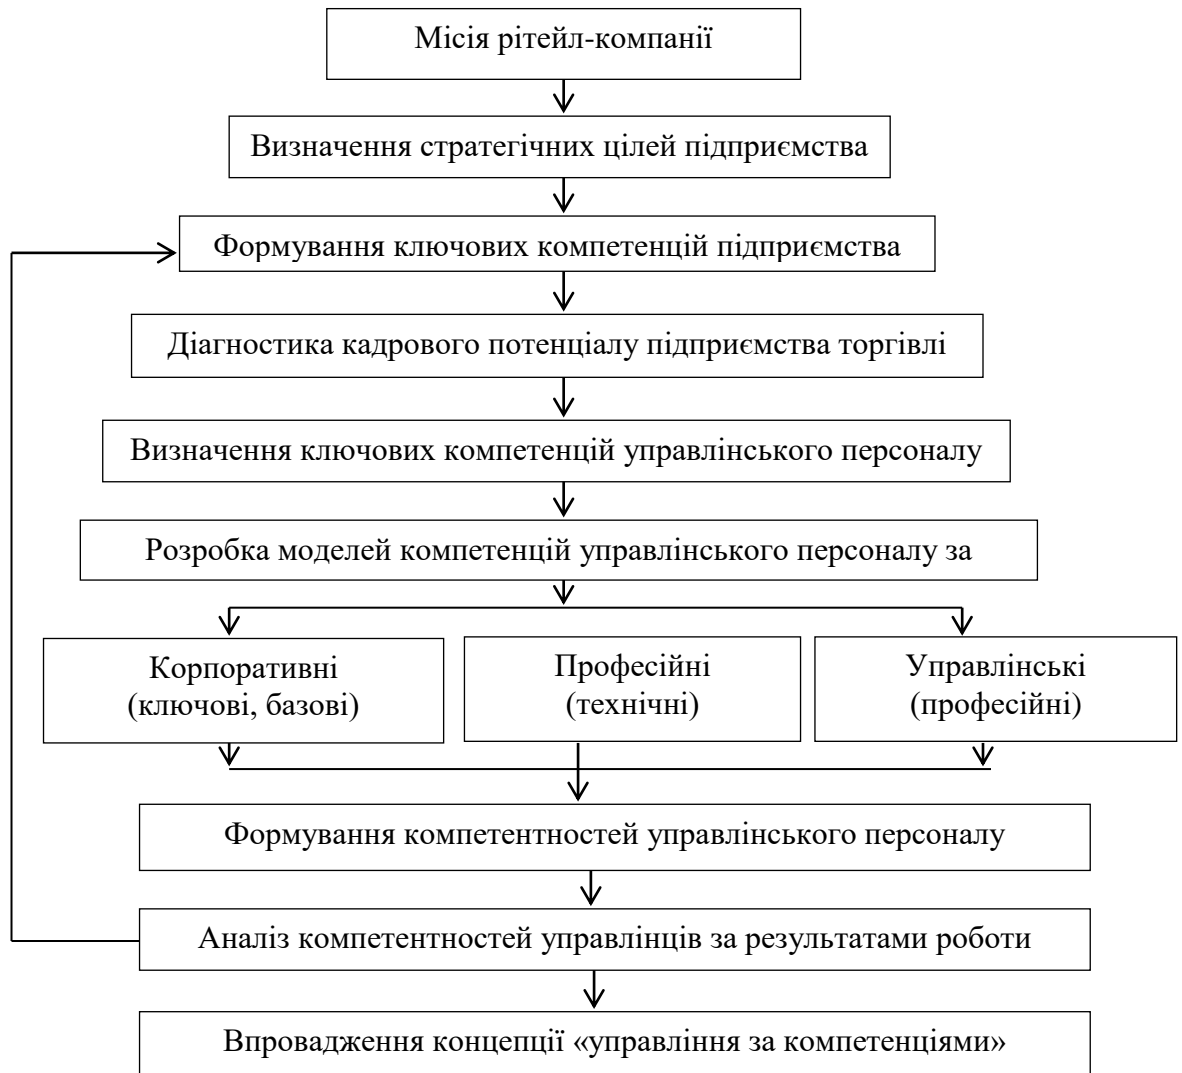 Місія рітейл-компанії
Визначення стратегічних цілей підприємства
Формування ключових компетенцій підприємства
Діагностика кадрового потенціалу підприємства торгівлі
Визначення ключових компетенцій управлінського персоналу
Розробка моделей компетенцій управлінського персоналу за
Корпоративні
(ключові, базові)
Професійні
(технічні)
Управлінські
(професійні)
Формування компетентностей управлінського персоналу
Аналіз компетентностей управлінців за результатами роботи
Впровадження концепції «управління за компетенціями»